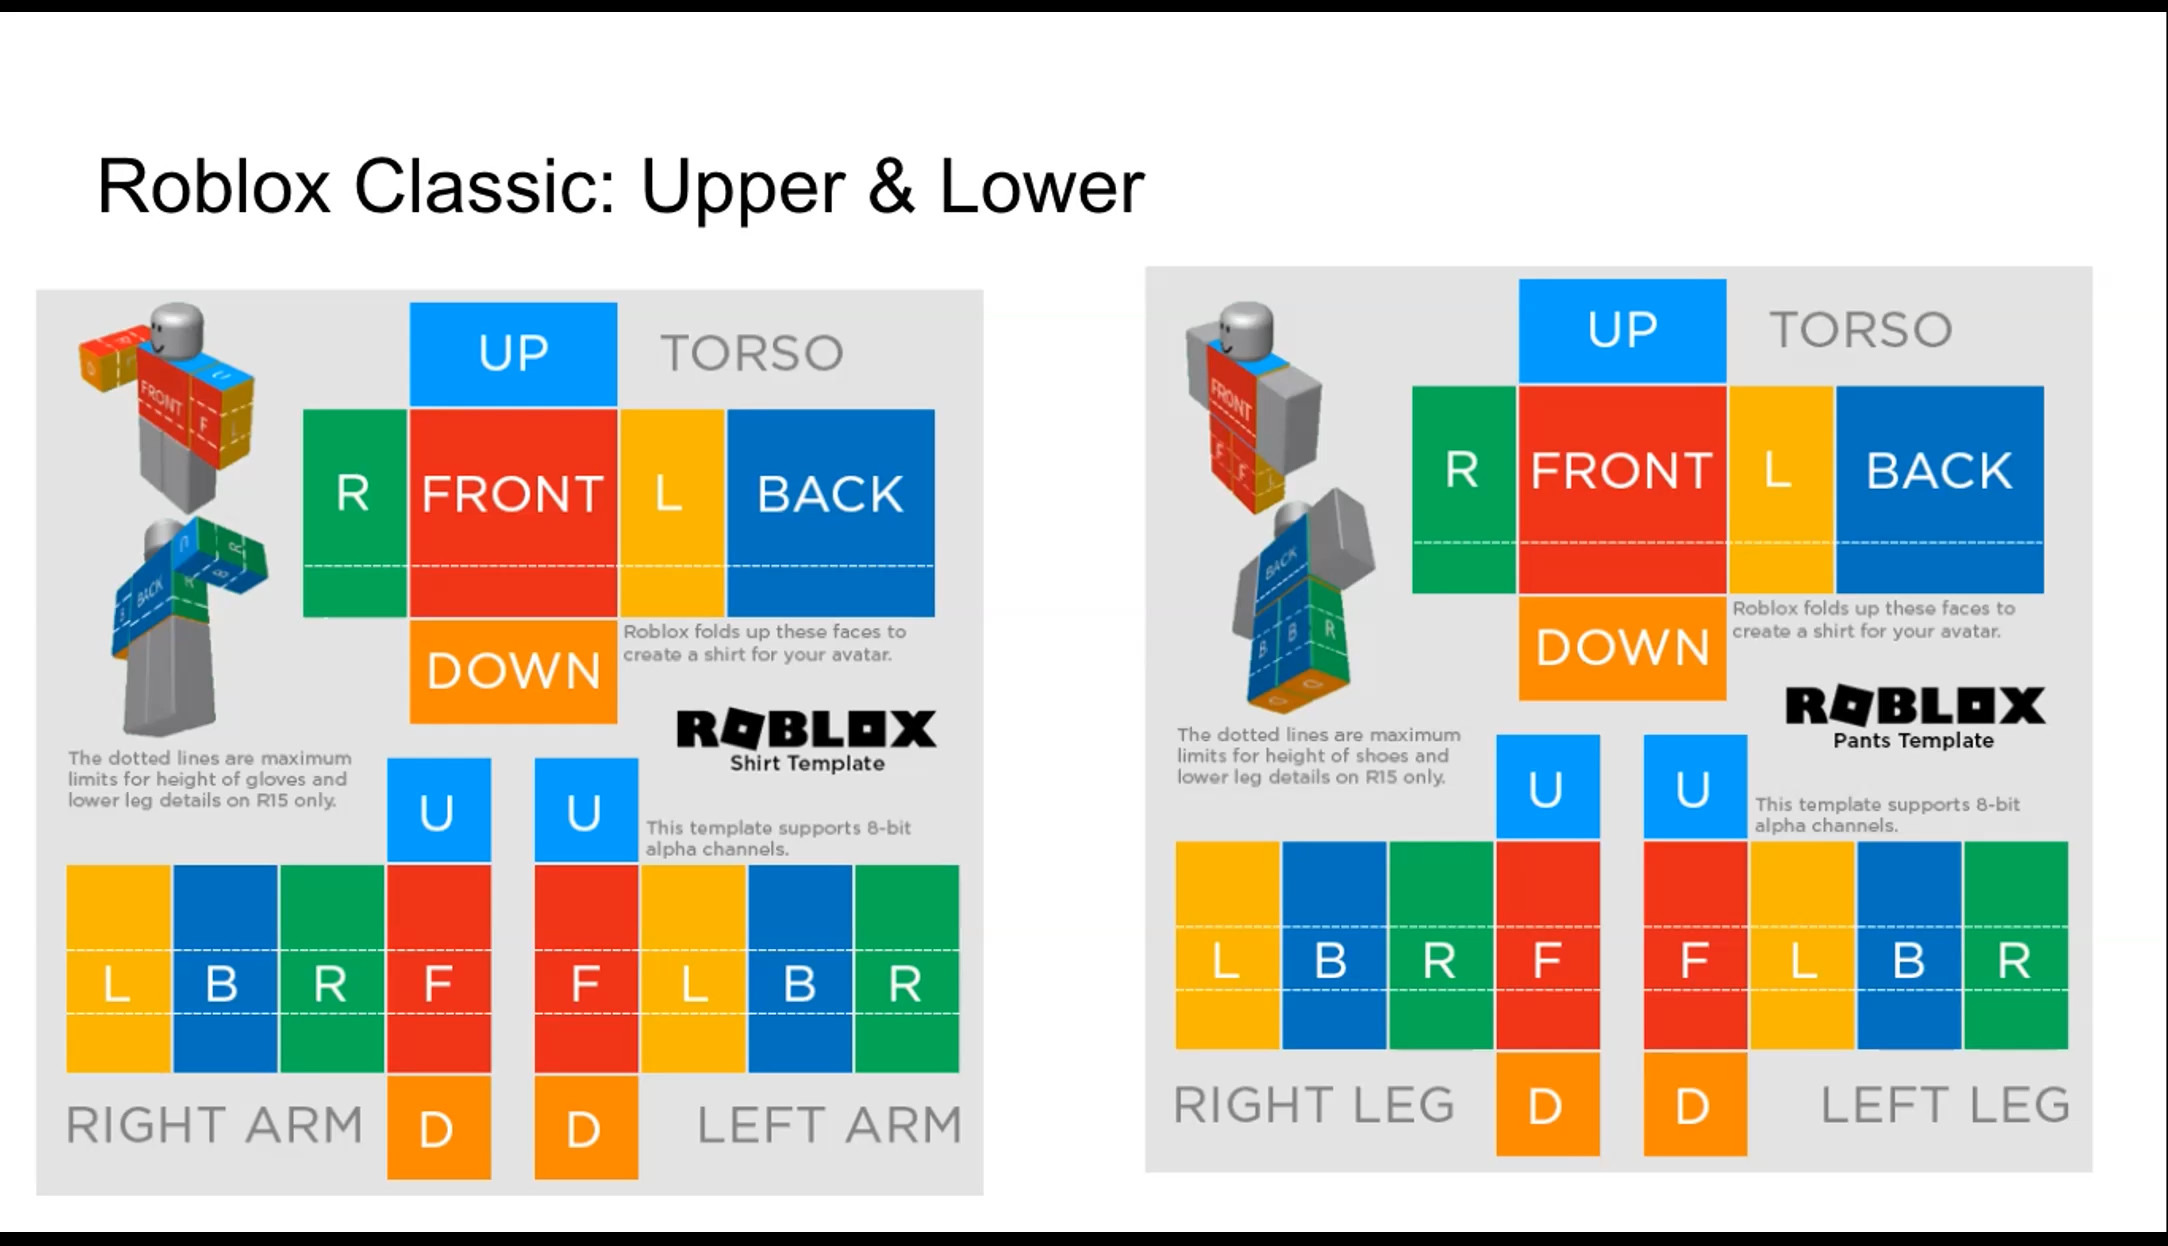 Roblox Classic: Upper & Lower
UP
TORSO
R
FRONT
L
BACK
DOWN
Roblox folds up these faces to
create a shirt for your avatar.
ROBLOX
Shirt Template
The dotted lines are maximum
limits for height of gloves and
lower leg details on R15 only.
U
U
This template supports 8-bit
alpha channels.
L
B
R
F
F
L
B
R
RIGHT ARM
D
D
LEFT ARM
FRONT
F
L
U
BACK
R
B
R
B
UP
TORSO
R
FRONT
L
BACK
DOWN
Roblox folds up these faces to
create a shirt for your avatar.
ROBLOX
Pants Template
The dotted lines are maximum
limits for height of shoes and
lower leg details on R15 only.
U
U
This template supports 8-bit
alpha channels.
L
B
R
F
F
L
B
R
RIGHT LEG
D
D
LEFT LEG
FRONT
F
F
L
BACK
B
B
R